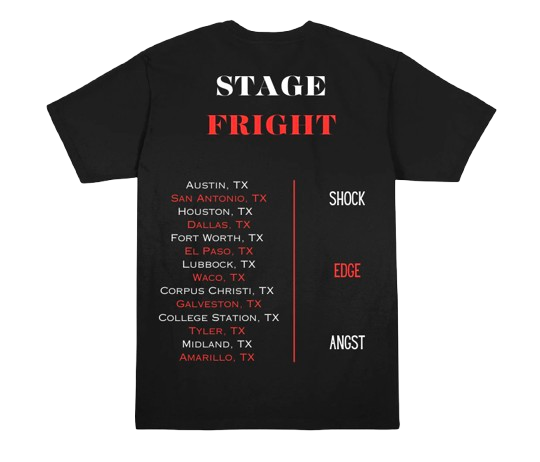 STAGE
FRIGHT
Austin, TX
San Antonio, TX
Houston, TX
Dallas, TX
Fort Worth, TX
El Paso, TX
Lubbock, TX
Waco, TX
Corpus Christi, TX
Galveston, TX
College Station, TX
Tyler, TX
Midland, TX
Amarillo, TX
SHOCK
EDGE
ANGST